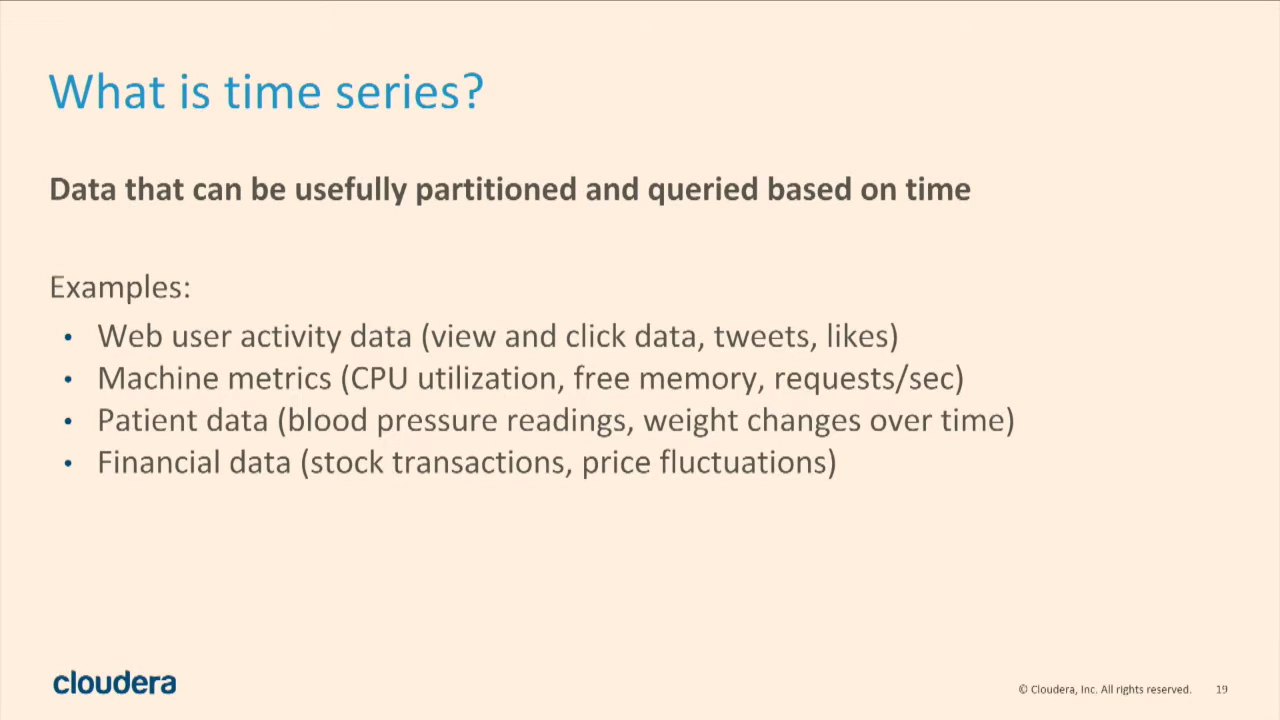 What is time series?
Data that can be usefully partitioned and queried based on time
Examples:
• Web user activity data (view and click data, tweets, likes)
• Machine metrics (CPU utilization, free memory, requests/sec)
• Patient data (blood pressure readings, weight changes over time)
• Financial data (stock transactions, price fluctuations)
cloudera
© Cloudera, Inc. All rights reserved. 19